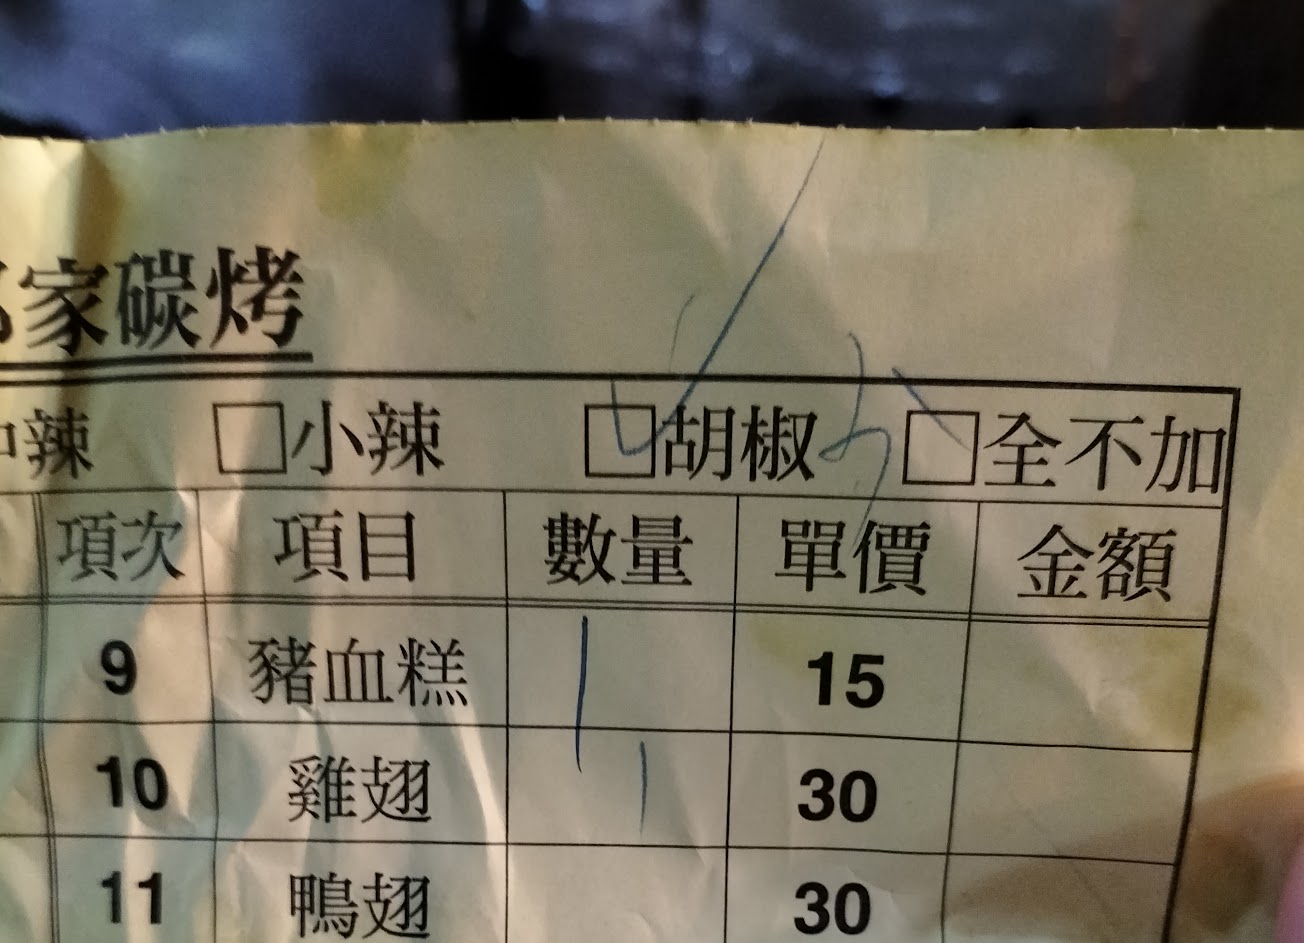 家碳烤
中辣 □小辣 □胡椒 □全不加
項次 項目 數量 單價 金額
9 豬血糕 1 15
10 雞翅 1 30
11 鴨翅 30